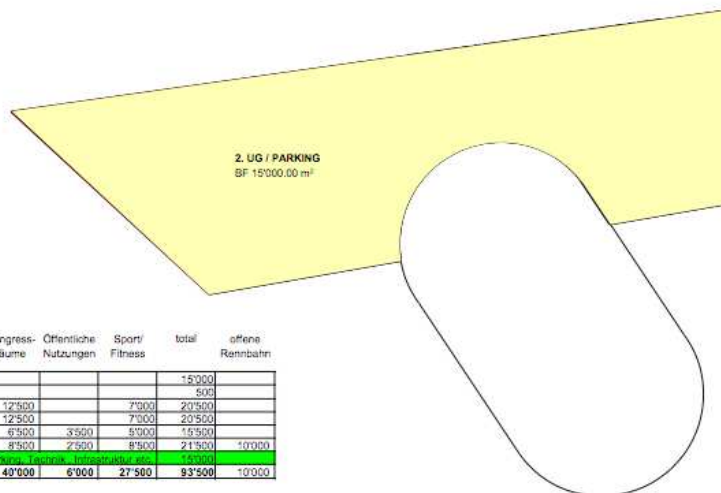 2. UG / PARKING
BF 15'000.00 m²
ngress- Öffentliche Sport/ total offene
äume Nutzungen Fitness Rennbahn
15'000
500
12'500 7'000 20'500
12'500 7'000 20'500
6'500 3'500 5'000 15'500
8'500 2'500 8'500 21'500 10'000
rking, Technik, Infrastruktur etc. 15'000
40'000 6'000 27'500 93'500 10'000